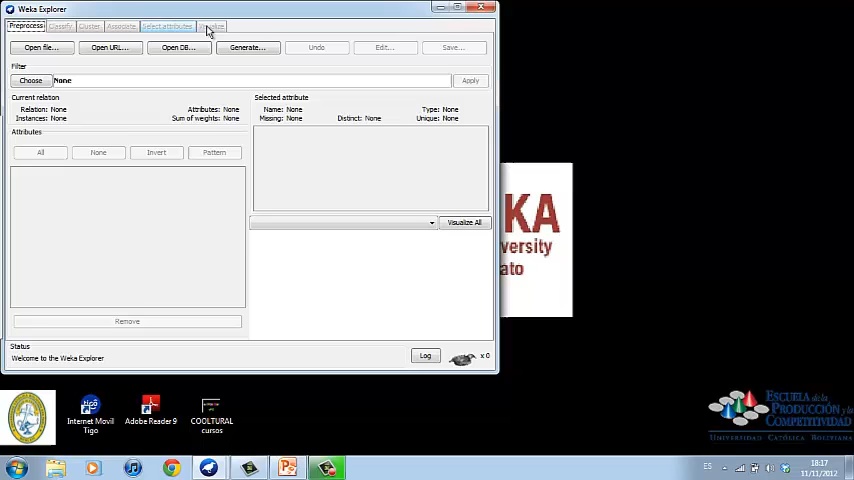 Weka Explorer
Preprocess Classify Cluster Associate Select attributes Visualize
Open file... Open URL... Open DB... Generate... Undo Edit... Save...
Filter
Choose None Apply
Current relation
Relation: None Attributes: None
Instances: None Sum of weights: None
Selected attribute
Name: None Type: None
Missing: None Distinct: None Unique: None
Attributes
All None Invert Pattern
Visualize All
Remove
Status
Welcome to the Weka Explorer
Log x 0
KA
versity
ato
Internet Movil
Tigo
Adobe Reader 9
COOLTURAL
cursos
ESCUELA de la
PRODUCCIÓN y la
COMPETITIVIDAD
UNIVERSIDAD CATÓLICA BOLIVIANA
ES
18:17
11/11/2012